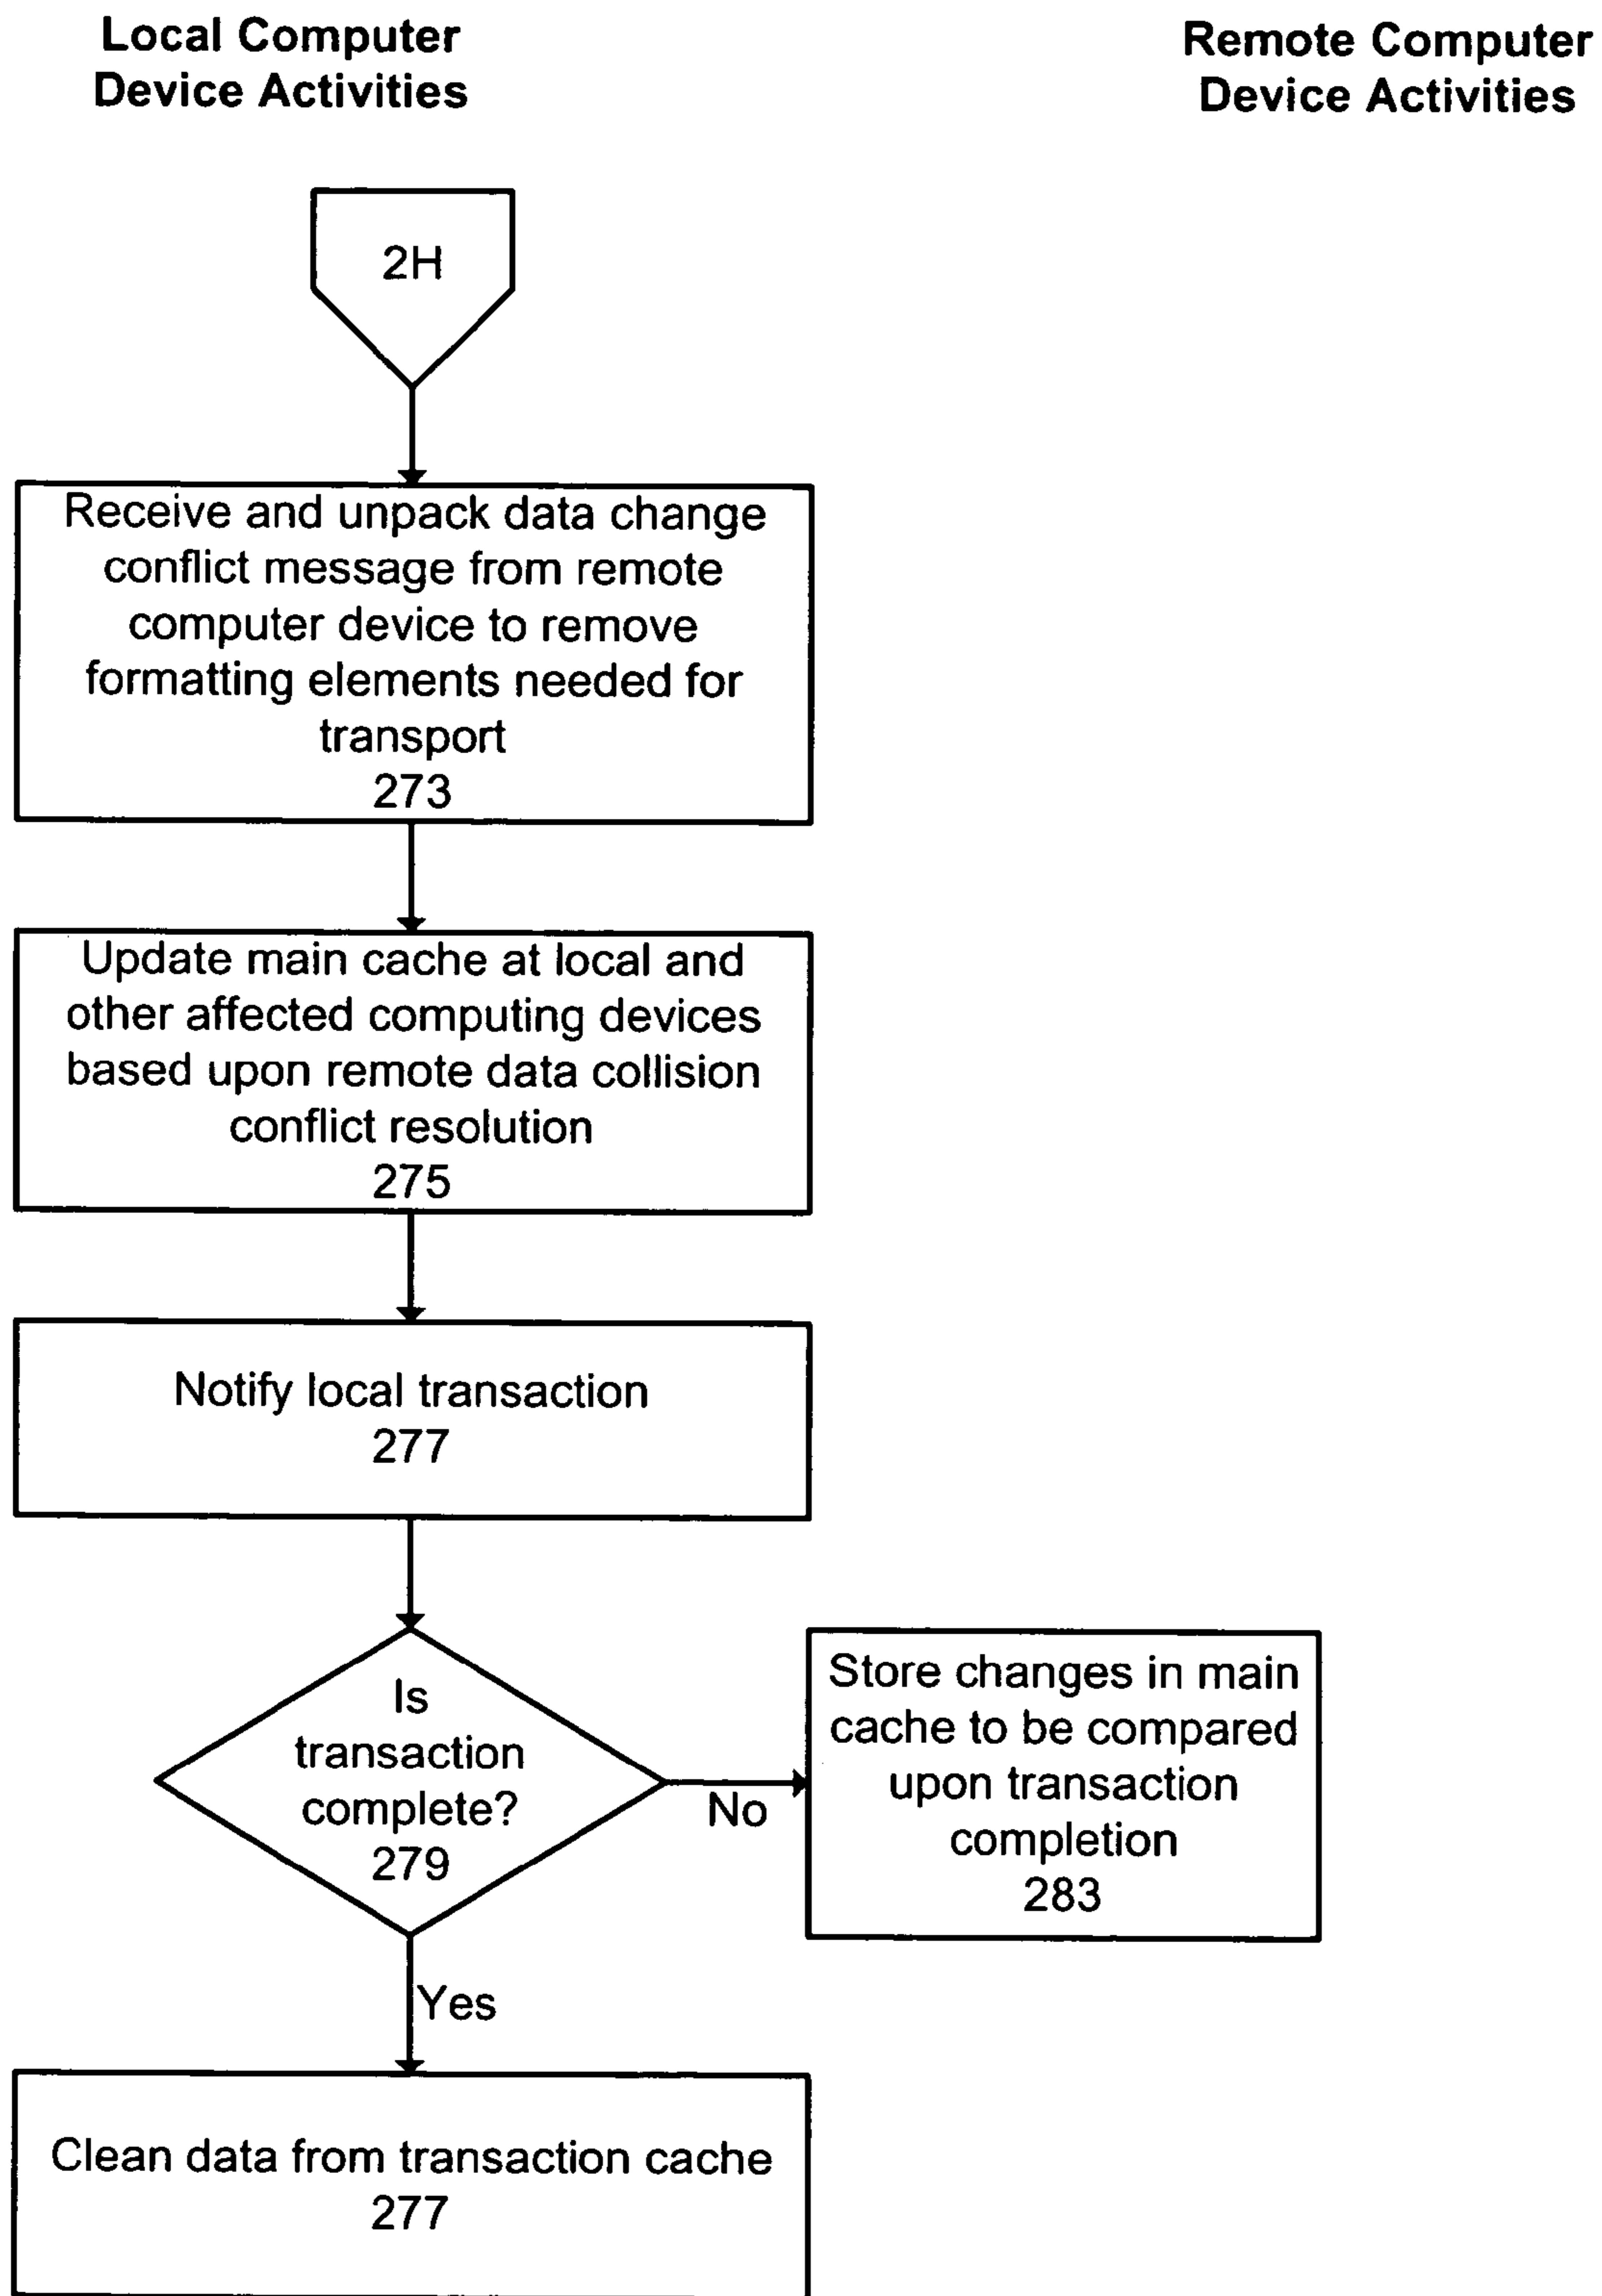 Local Computer
Device Activities
Remote Computer
Device Activities
2H
Receive and unpack data change
conflict message from remote
computer device to remove
formatting elements needed for
transport
273
Update main cache at local and
other affected computing devices
based upon remote data collision
conflict resolution
275
Notify local transaction
277
Is
transaction
complete?
279
No
Store changes in main
cache to be compared
upon transaction
completion
283
Yes
Clean data from transaction cache
277